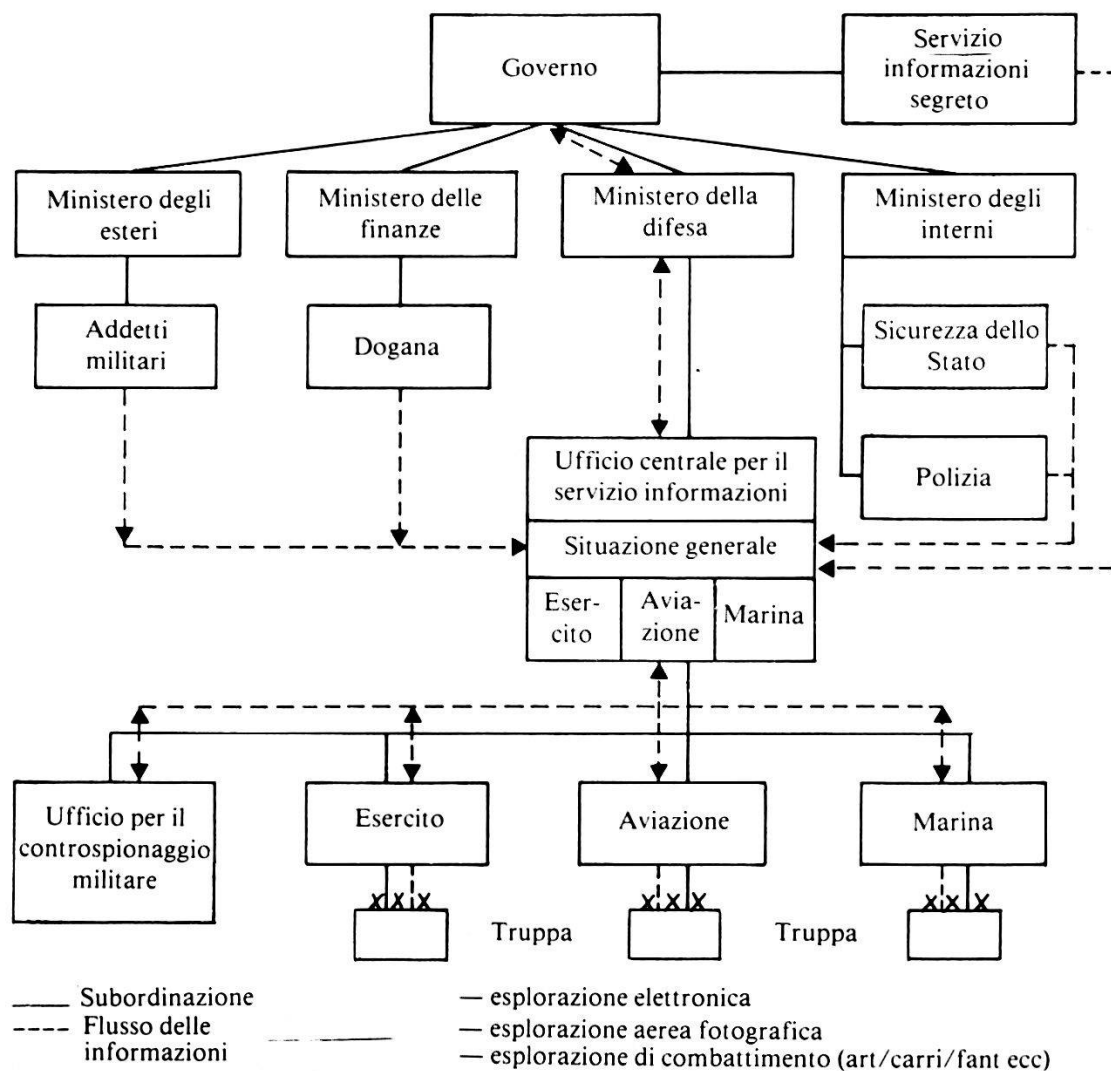 Governo
Servizio
informazioni
segreto
Ministero degli
esteri
Ministero delle
finanze
Ministero della
difesa
Ministero degli
interni
Addetti
militari
Dogana
Sicurezza dello
Stato
Ufficio centrale per il
servizio informazioni
Polizia
Situazione generale
Eser-
cito
Avia-
zione
Marina
Ufficio per il
controspionaggio
militare
Esercito
Aviazione
Marina
X X X
X X X
X X X
Truppa
Truppa
Subordinazione
Flusso delle
informazioni
— esplorazione elettronica
— esplorazione aerea fotografica
— esplorazione di combattimento (art/carri/fant ecc)